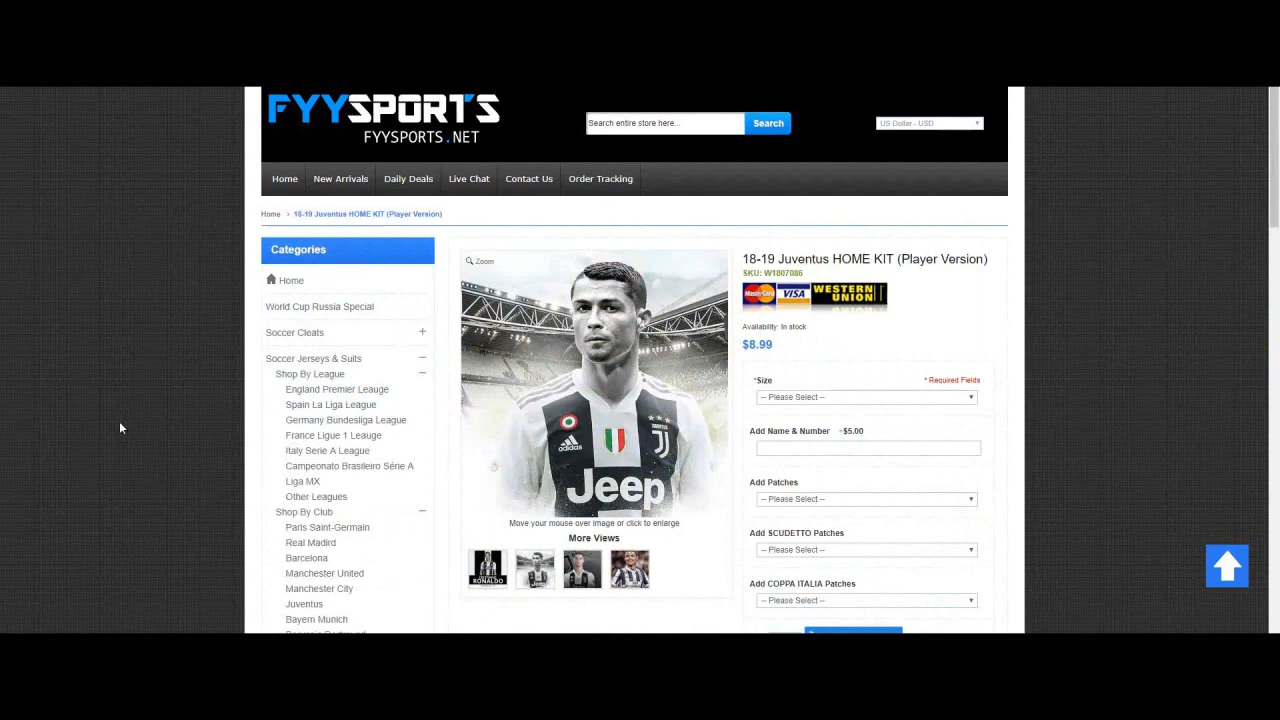 FYYSPORTS
FYYSPORTS.NET
Search entire store here...
Search
US Dollar - USD
Home
New Arrivals
Daily Deals
Live Chat
Contact Us
Order Tracking
Home > 18-19 Juventus HOME KIT (Player Version)
Categories
Home
World Cup Russia Special
Soccer Cleats
Soccer Jerseys & Suits
Shop By League
England Premier Leauge
Spain La Liga League
Germany Bundesliga League
France Ligue 1 Leauge
Italy Serie A League
Campeonato Brasileiro Série A
Liga MX
Other Leagues
Shop By Club
Paris Saint-Germain
Real Madird
Barcelona
Manchester United
Manchester City
Juventus
Bayern Munich
Zoom
adidas
JUVENTUS
Jeep
Move your mouse over image or click to enlarge
More Views
RONALDO
18-19 Juventus HOME KIT (Player Version)
SKU: W1807086
MasterCard
VISA
WESTERN UNION
Availability: In stock
$8.99
*Size
* Required Fields
-- Please Select --
Add Name & Number +$5.00
Add Patches
-- Please Select --
Add SCUDETTO Patches
-- Please Select --
Add COPPA ITALIA Patches
-- Please Select --